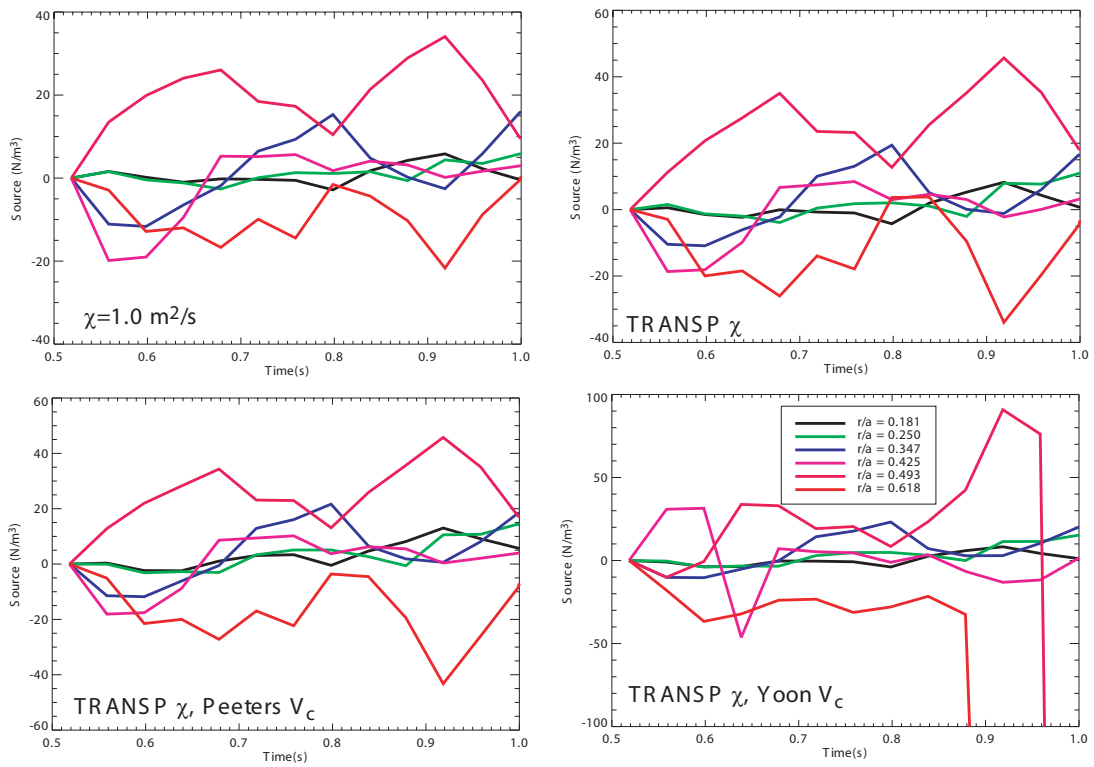 40
20
0
-20
-40
Source (N/m³)
χ=1.0 m²/s
0.5 0.6 0.7 0.8 0.9 1.0
Time(s)
60
40
20
0
-20
-40
Source (N/m³)
TRANSP χ
0.5 0.6 0.7 0.8 0.9 1.0
Time(s)
60
40
20
0
-20
-40
-60
Source (N/m³)
TRANSP χ, Peeters Vc
0.5 0.6 0.7 0.8 0.9 1.0
Time(s)
100
50
0
-50
-100
Source (N/m³)
r/a = 0.181
r/a = 0.250
r/a = 0.347
r/a = 0.425
r/a = 0.493
r/a = 0.618
TRANSP χ, Yoon Vc
0.5 0.6 0.7 0.8 0.9 1.0
Time(s)